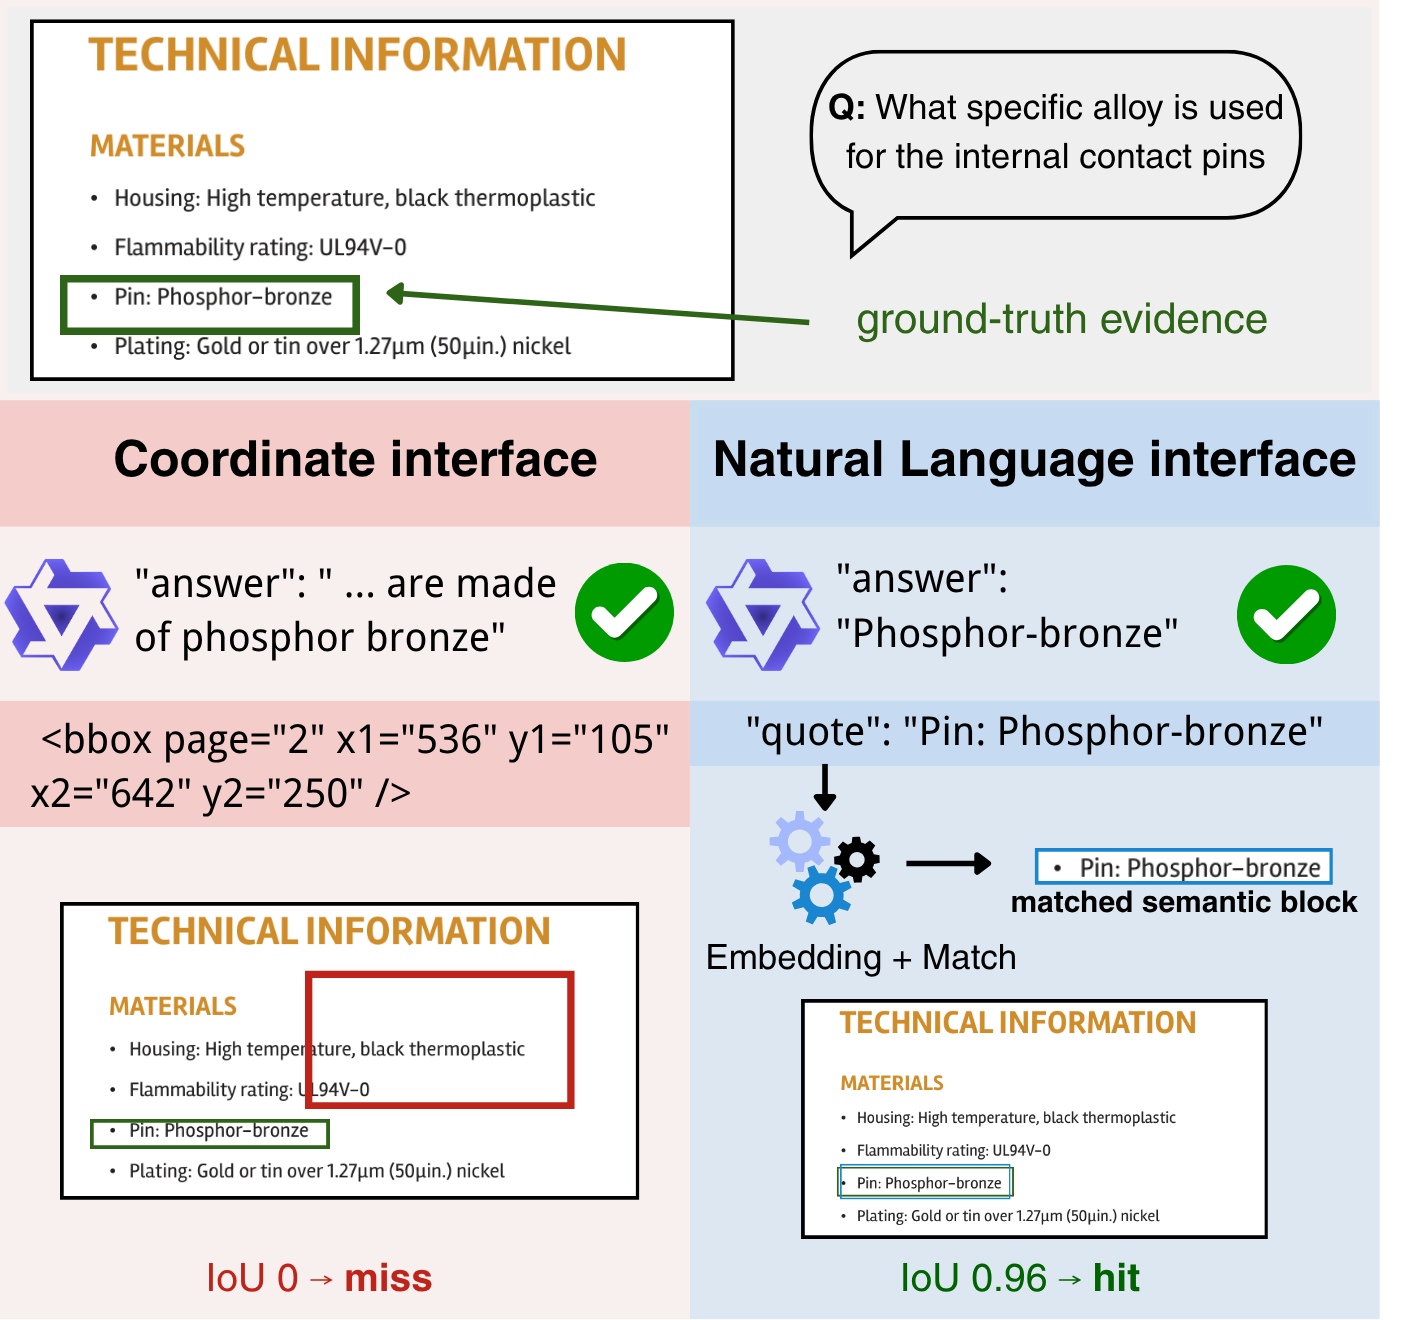 TECHNICAL INFORMATION
MATERIALS
• Housing: High temperature, black thermoplastic
• Flammability rating: UL94V-0
• Pin: Phosphor-bronze
• Plating: Gold or tin over 1.27µm (50µin.) nickel
Q: What specific alloy is used
for the internal contact pins
ground-truth evidence
Coordinate interface
"answer": " ... are made
of phosphor bronze"
<bbox page="2" x1="536" y1="105"
x2="642" y2="250" />
TECHNICAL INFORMATION
MATERIALS
• Housing: High temperature, black thermoplastic
• Flammability rating: UL94V-0
• Pin: Phosphor-bronze
• Plating: Gold or tin over 1.27µm (50µin.) nickel
IoU 0 → miss
Natural Language interface
"answer":
"Phosphor-bronze"
"quote": "Pin: Phosphor-bronze"
• Pin: Phosphor-bronze
matched semantic block
Embedding + Match
TECHNICAL INFORMATION
MATERIALS
• Housing: High temperature, black thermoplastic
• Flammability rating: UL94V-0
• Pin: Phosphor-bronze
• Plating: Gold or tin over 1.27µm (50µin.) nickel
IoU 0.96 → hit